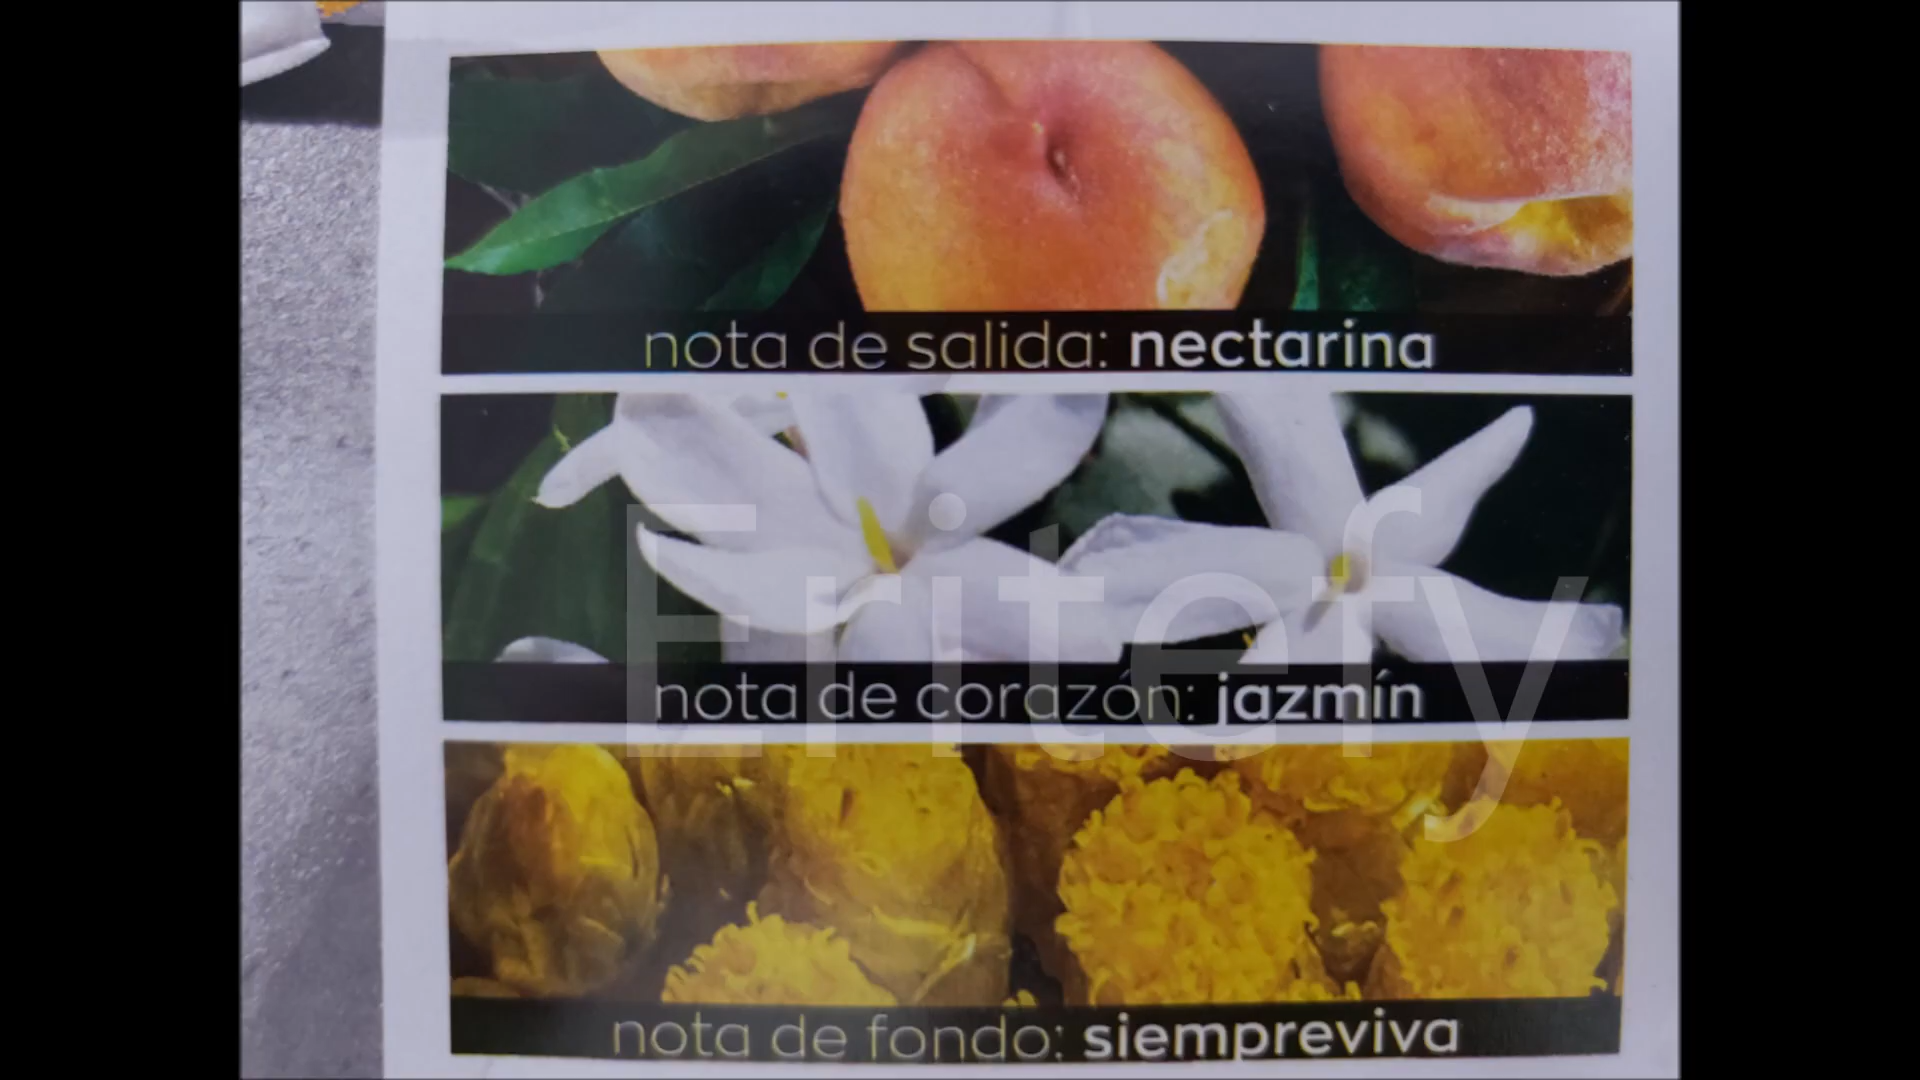 nota de salida: nectarina
Eritefy
nota de corazón: jazmín
nota de fondo: siempreviva